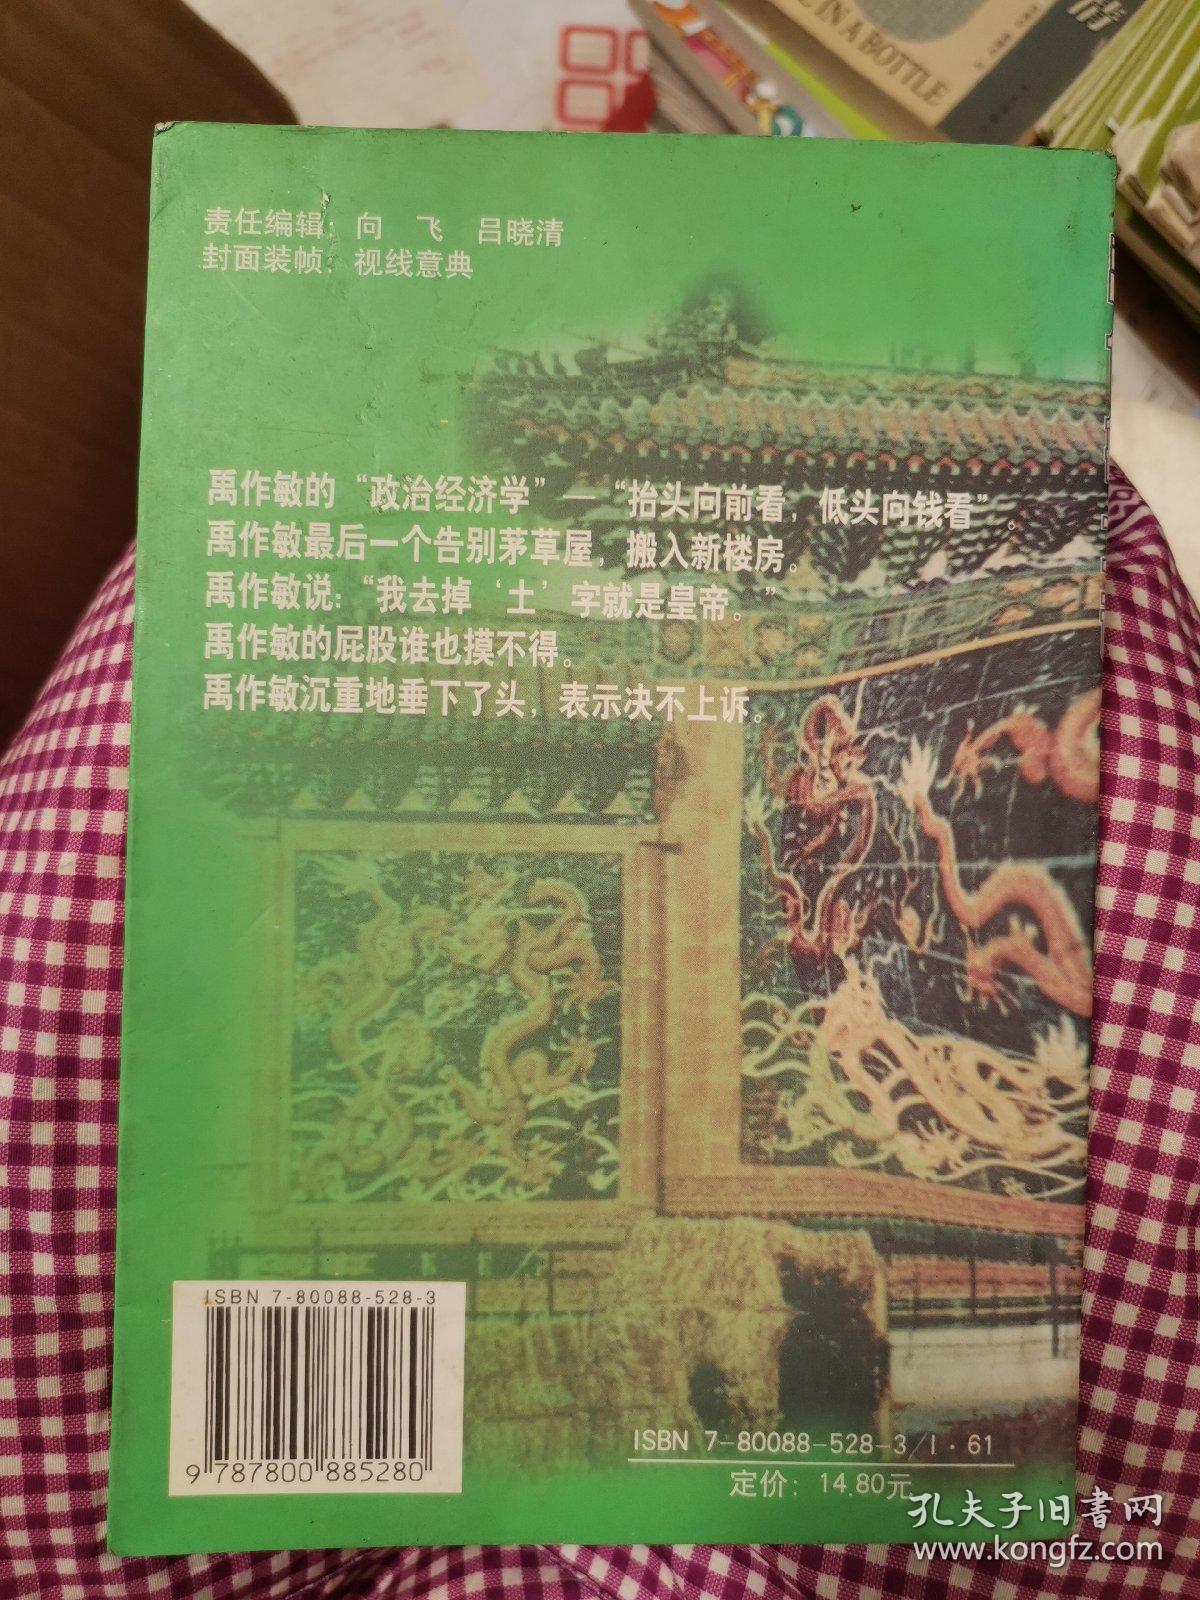 E IN A BOTTLE
情
责任编辑：向　飞　吕晓清
封面装帧：视线意典
禹作敏的“政治经济学”—“抬头向前看，低头向钱看”。
禹作敏最后一个告别茅草屋，搬入新楼房。
禹作敏说：“我去掉‘土’字就是皇帝。”
禹作敏的屁股谁也摸不得。
禹作敏沉重地垂下了头，表示决不上诉。
ISBN 7-80088-528-3
9 787800 885280
ISBN 7-80088-528-3/I·61
定价：14.80元
孔夫子旧书网
www.kongfz.com